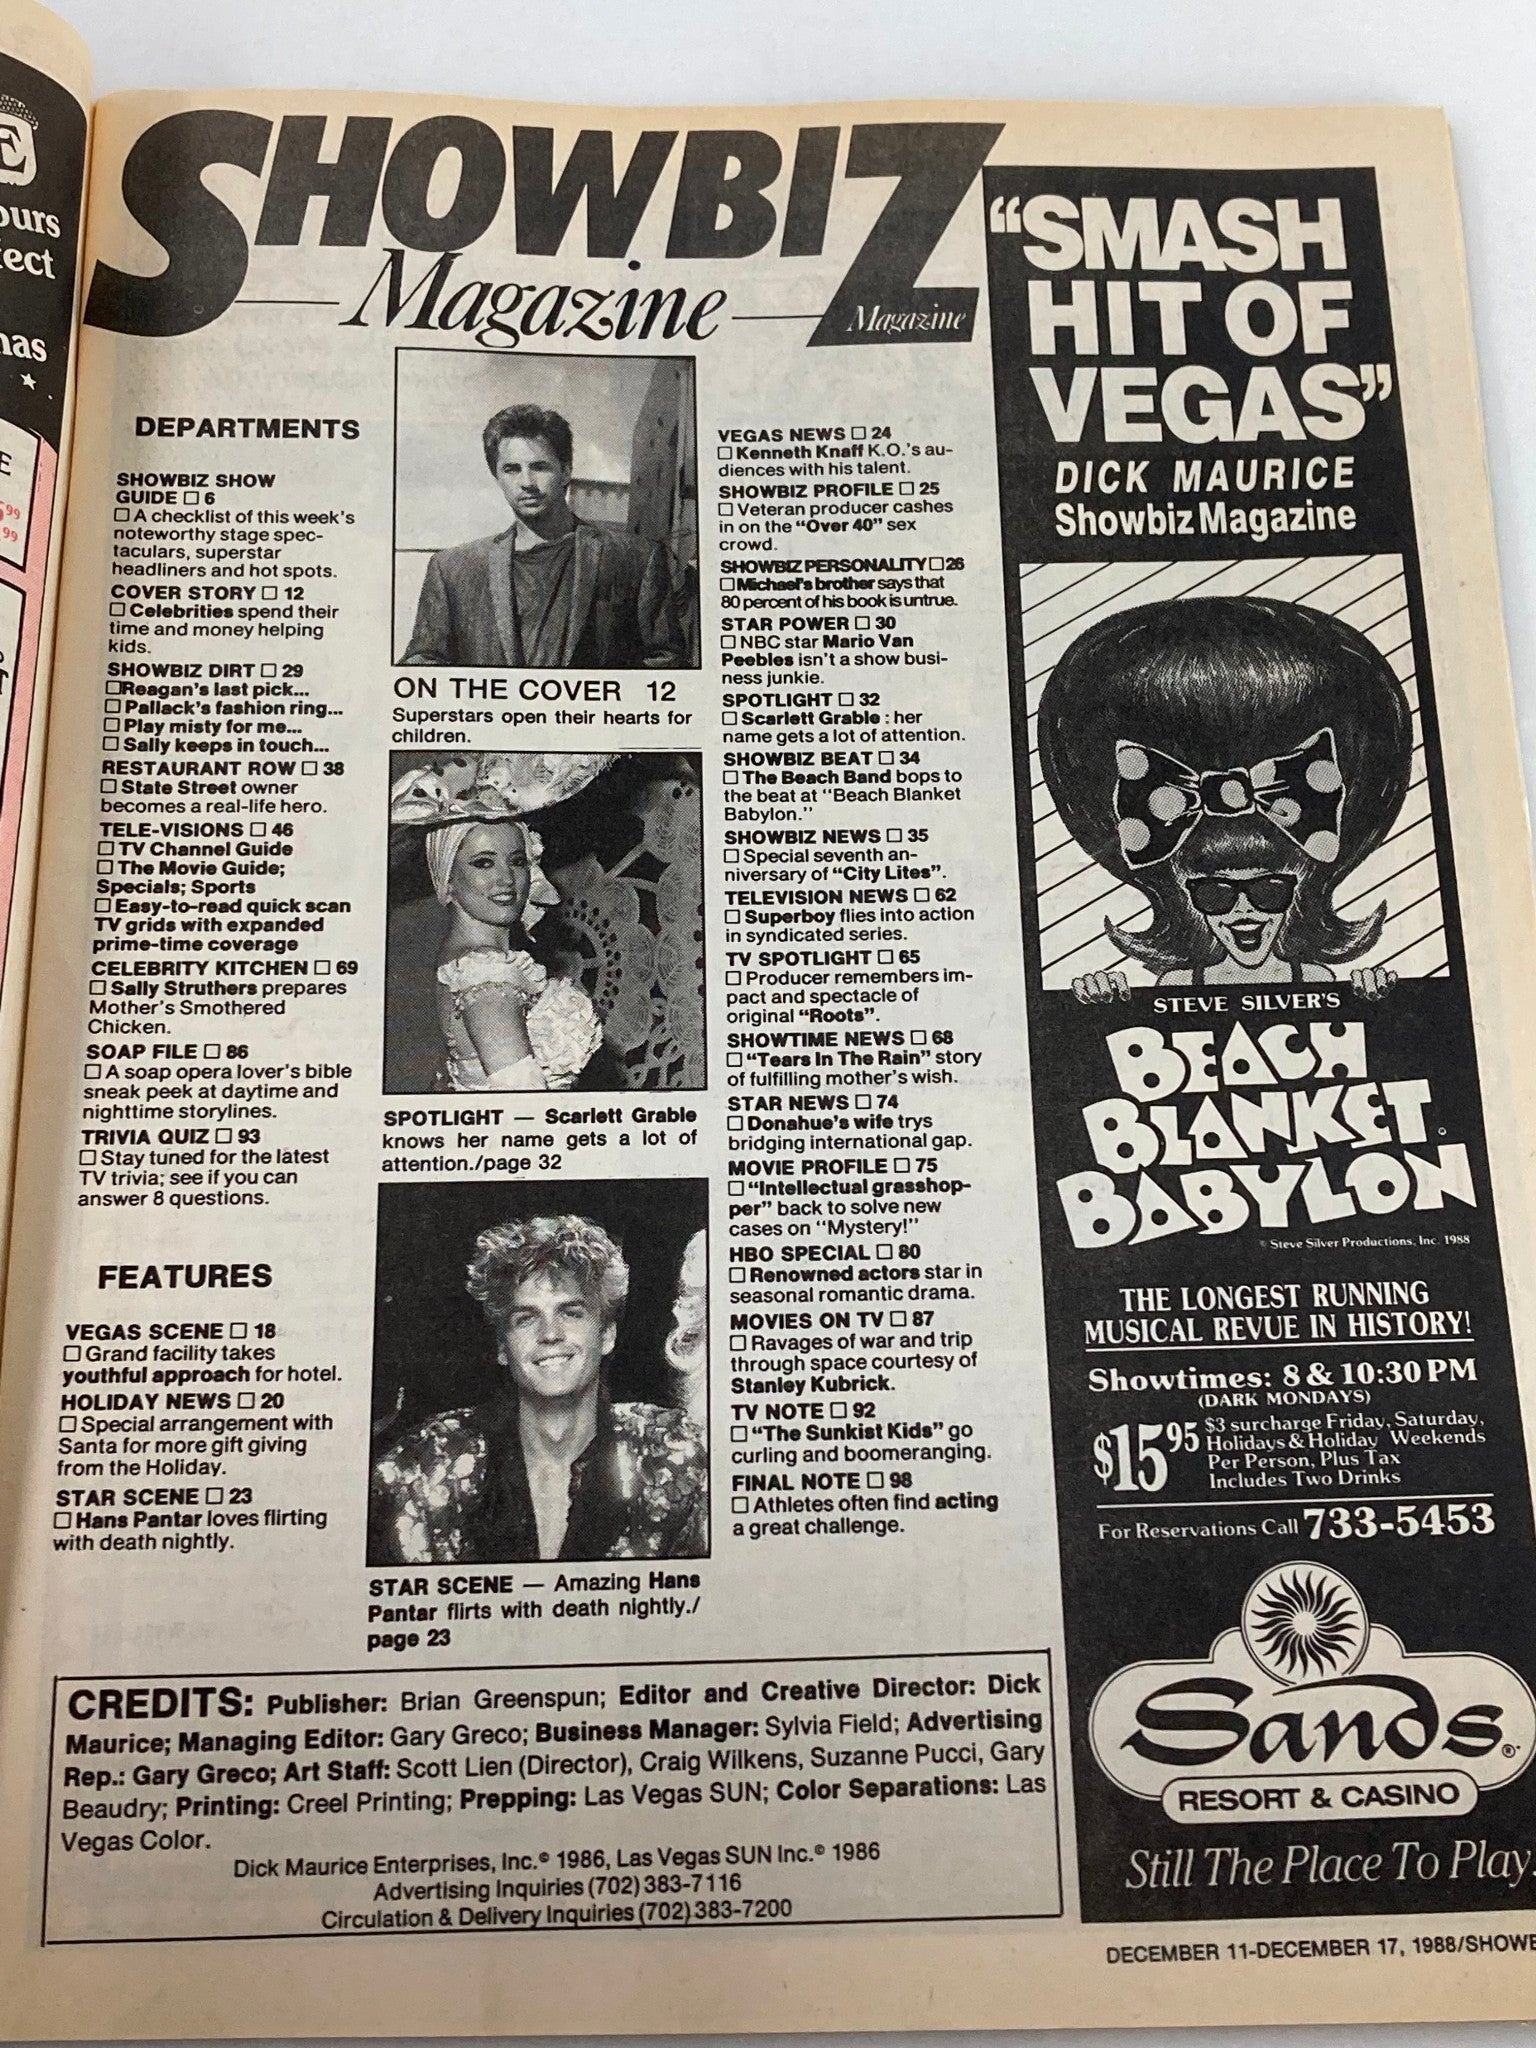 E
ours
fect
mas
E
99
99
SHOWBIZ
Magazine
Magazine
DEPARTMENTS
SHOWBIZ SHOW
GUIDE □ 6
□ A checklist of this week's
noteworthy stage spec-
taculars, superstar
headliners and hot spots.
COVER STORY □ 12
□ Celebrities spend their
time and money helping
kids.
SHOWBIZ DIRT □ 29
□Reagan's last pick...
□ Pallack's fashion ring...
□ Play misty for me...
□ Sally keeps in touch...
RESTAURANT ROW □ 38
□ State Street owner
becomes a real-life hero.
TELE-VISIONS □ 46
□ TV Channel Guide
□ The Movie Guide;
Specials; Sports
□ Easy-to-read quick scan
TV grids with expanded
prime-time coverage
CELEBRITY KITCHEN □ 69
□ Sally Struthers prepares
Mother's Smothered
Chicken.
SOAP FILE □ 86
□ A soap opera lover's bible
sneak peek at daytime and
nighttime storylines.
TRIVIA QUIZ □ 93
□ Stay tuned for the latest
TV trivia; see if you can
answer 8 questions.
FEATURES
VEGAS SCENE □ 18
□ Grand facility takes
youthful approach for hotel.
HOLIDAY NEWS □ 20
□ Special arrangement with
Santa for more gift giving
from the Holiday.
STAR SCENE □ 23
□ Hans Pantar loves flirting
with death nightly.
ON THE COVER 12
Superstars open their hearts for
children.
SPOTLIGHT — Scarlett Grable
knows her name gets a lot of
attention./page 32
STAR SCENE — Amazing Hans
Pantar flirts with death nightly./
page 23
VEGAS NEWS □ 24
□ Kenneth Knaff K.O.'s au-
diences with his talent.
SHOWBIZ PROFILE □ 25
□ Veteran producer cashes
in on the "Over 40" sex
crowd.
SHOWBIZ PERSONALITY □ 26
□ Michael's brother says that
80 percent of his book is untrue.
STAR POWER □ 30
□ NBC star Mario Van
Peebles isn't a show busi-
ness junkie.
SPOTLIGHT □ 32
□ Scarlett Grable : her
name gets a lot of attention.
SHOWBIZ BEAT □ 34
□ The Beach Band bops to
the beat at "Beach Blanket
Babylon."
SHOWBIZ NEWS □ 35
□ Special seventh an-
niversary of "City Lites".
TELEVISION NEWS □ 62
□ Superboy flies into action
in syndicated series.
TV SPOTLIGHT □ 65
□ Producer remembers im-
pact and spectacle of
original "Roots".
SHOWTIME NEWS □ 68
□ "Tears In The Rain" story
of fulfilling mother's wish.
STAR NEWS □ 74
□ Donahue's wife trys
bridging international gap.
MOVIE PROFILE □ 75
□ "Intellectual grasshop-
per" back to solve new
cases on "Mystery!"
HBO SPECIAL □ 80
□ Renowned actors star in
seasonal romantic drama.
MOVIES ON TV □ 87
□ Ravages of war and trip
through space courtesy of
Stanley Kubrick.
TV NOTE □ 92
□ "The Sunkist Kids" go
curling and boomeranging.
FINAL NOTE □ 98
□ Athletes often find acting
a great challenge.
CREDITS: Publisher: Brian Greenspun; Editor and Creative Director: Dick
Maurice; Managing Editor: Gary Greco; Business Manager: Sylvia Field; Advertising
Rep.: Gary Greco; Art Staff: Scott Lien (Director), Craig Wilkens, Suzanne Pucci, Gary
Beaudry; Printing: Creel Printing; Prepping: Las Vegas SUN; Color Separations: Las
Vegas Color.
Dick Maurice Enterprises, Inc.© 1986, Las Vegas SUN Inc.© 1986
Advertising Inquiries (702) 383-7116
Circulation & Delivery Inquiries (702) 383-7200
"SMASH
HIT OF
VEGAS"
DICK MAURICE
Showbiz Magazine
STEVE SILVER'S
BEACH
BLANKET
BABYLON
© Steve Silver Productions, Inc. 1988
THE LONGEST RUNNING
MUSICAL REVUE IN HISTORY!
Showtimes: 8 & 10:30 PM
(DARK MONDAYS)
$15.95 $3 surcharge Friday, Saturday,
Holidays & Holiday Weekends
Per Person, Plus Tax
Includes Two Drinks
For Reservations Call 733-5453
Sands®
RESORT & CASINO
Still The Place To Play.
DECEMBER 11-DECEMBER 17, 1988/SHOWB